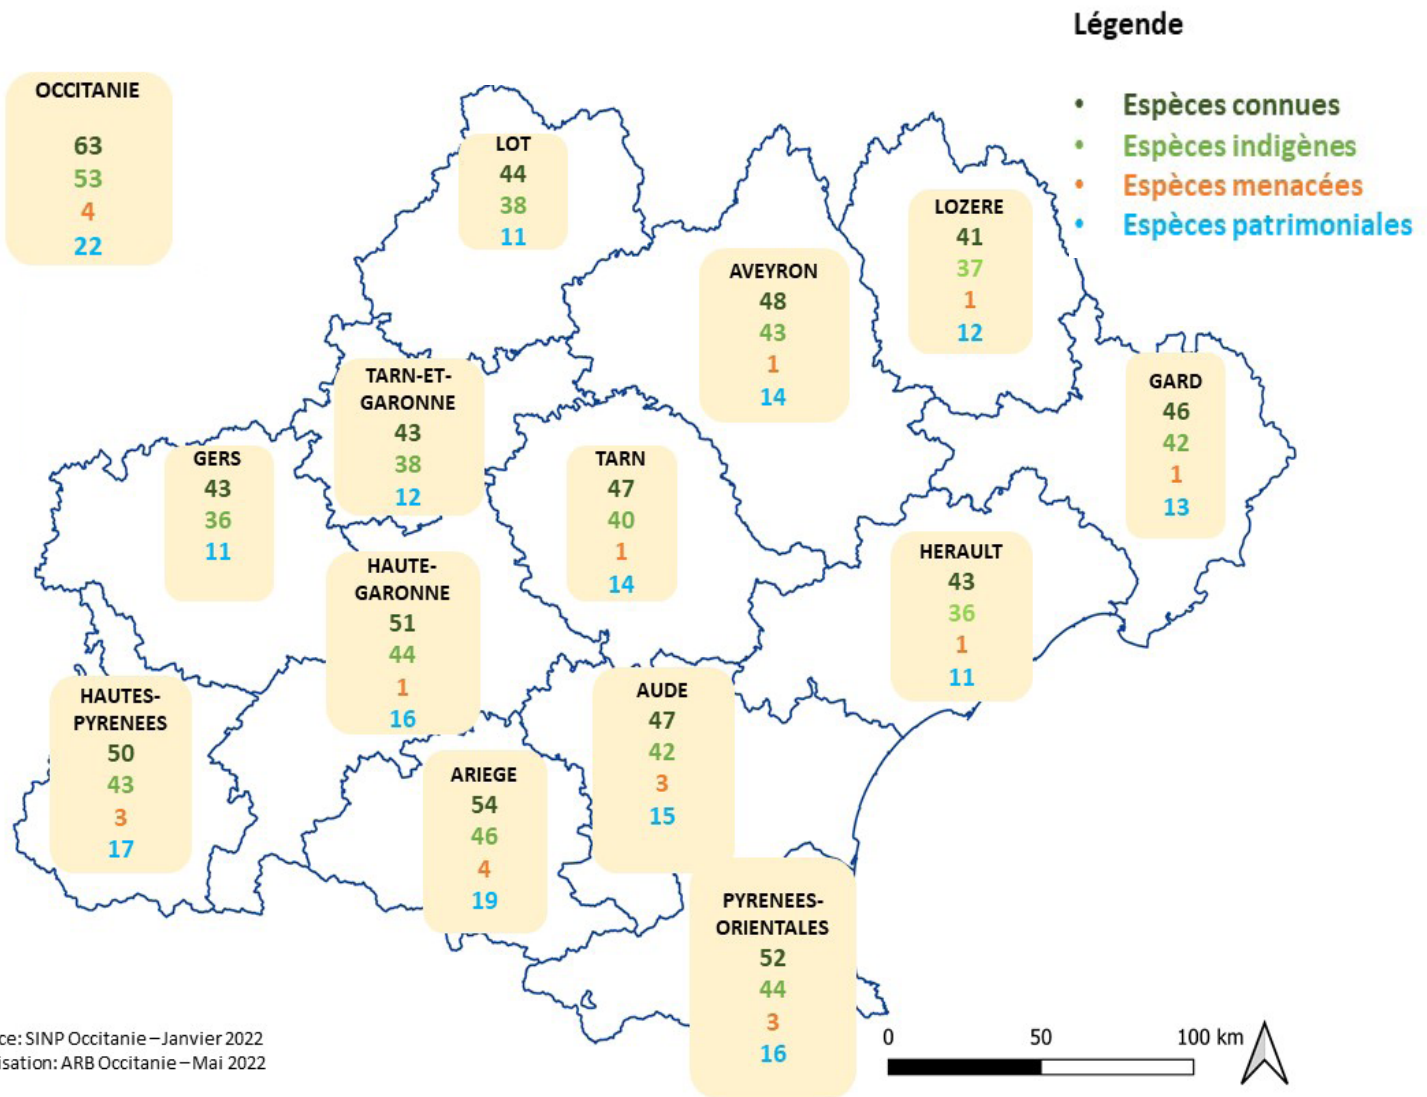 Légende
• Espèces connues
• Espèces indigènes
• Espèces menacées
• Espèces patrimoniales
OCCITANIE
63
53
4
22
LOT
44
38
11
LOZERE
41
37
1
12
AVEYRON
48
43
1
14
TARN-ET-
GARONNE
43
38
12
GARD
46
42
1
13
GERS
43
36
11
TARN
47
40
1
14
HERAULT
43
36
1
11
HAUTE-
GARONNE
51
44
1
16
HAUTES-
PYRENEES
50
43
3
17
AUDE
47
42
3
15
ARIEGE
54
46
4
19
PYRENEES-
ORIENTALES
52
44
3
16
ce: SINP Occitanie – Janvier 2022
isation: ARB Occitanie – Mai 2022
0 50 100 km